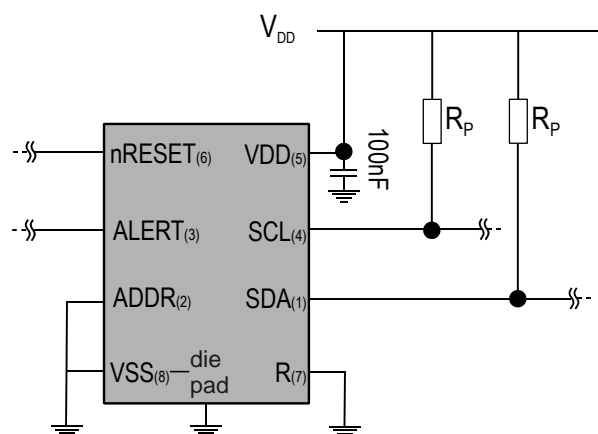 VDD
nRESET(6)
VDD(5)
100nF
RP
RP
ALERT(3)
SCL(4)
ADDR(2)
SDA(1)
VSS(8)
die
pad
R(7)